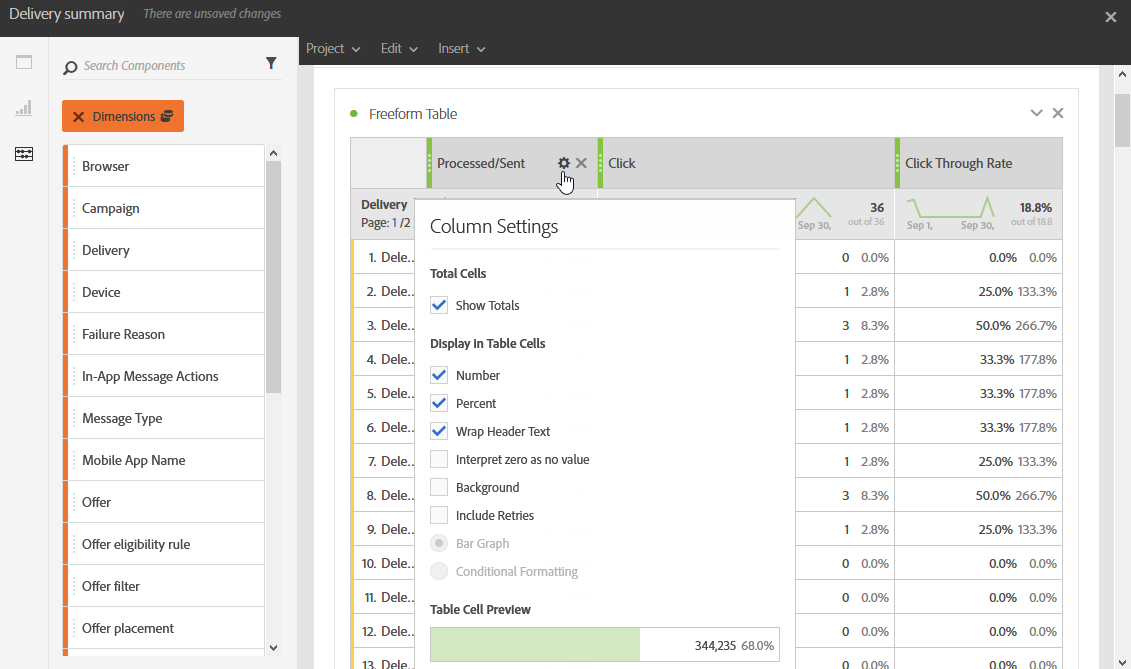 Delivery summary There are unsaved changes
Project Edit Insert
Search Components
Dimensions
Browser
Campaign
Delivery
Device
Failure Reason
In-App Message Actions
Message Type
Mobile App Name
Offer
Offer eligibility rule
Offer filter
Offer placement
Freeform Table
Processed/Sent Click Click Through Rate
Delivery
Page: 1 /2
Sep 30, 36 out of 36
Sep 1, Sep 30, 18.8% out of 18.8
1. Dele.. 0 0.0% 0.0% 0.0%
2. Dele.. 1 2.8% 25.0% 133.3%
3. Dele.. 3 8.3% 50.0% 266.7%
4. Dele.. 1 2.8% 33.3% 177.8%
5. Dele.. 1 2.8% 33.3% 177.8%
6. Dele.. 1 2.8% 33.3% 177.8%
7. Dele.. 1 2.8% 25.0% 133.3%
8. Dele.. 3 8.3% 50.0% 266.7%
9. Dele.. 1 2.8% 25.0% 133.3%
10. Dele.. 0 0.0% 0.0% 0.0%
11. Dele.. 0 0.0% 0.0% 0.0%
12. Dele.. 0 0.0% 0.0% 0.0%
13. Dele.. 0 0.0% 0.0% 0.0%
Column Settings
Total Cells
Show Totals
Display in Table Cells
Number
Percent
Wrap Header Text
Interpret zero as no value
Background
Include Retries
Bar Graph
Conditional Formatting
Table Cell Preview
344,235 68.0%